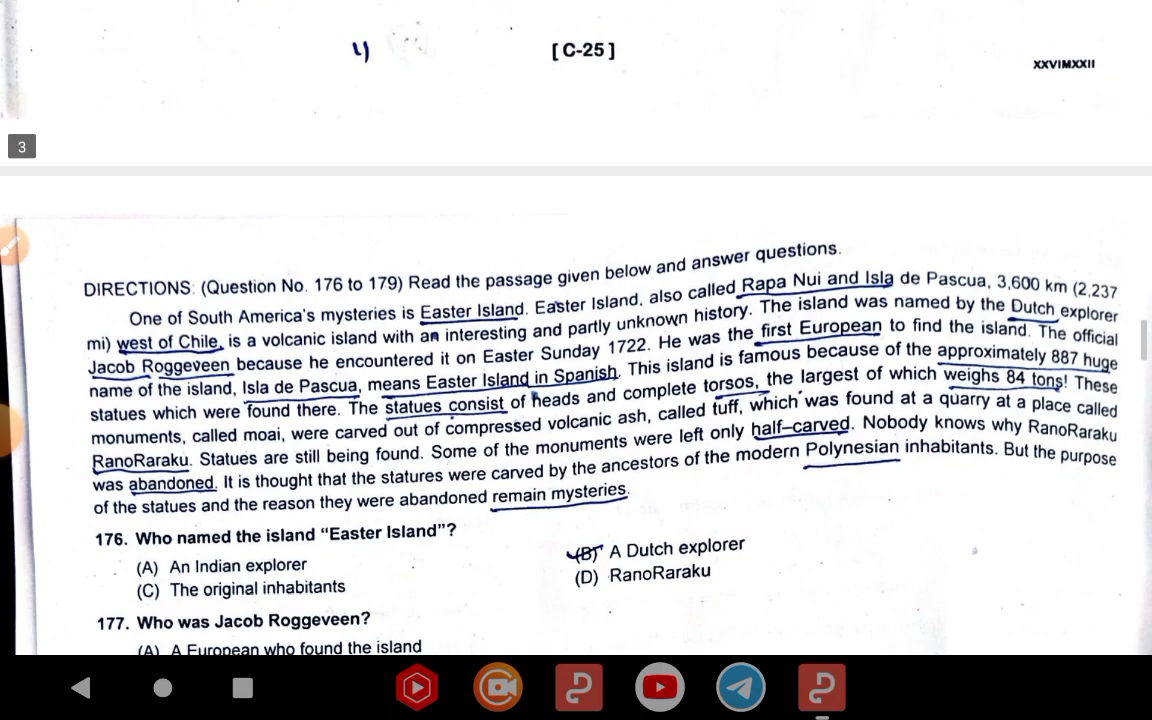 4)
[ C-25 ]
XXVIMXXII
3
DIRECTIONS: (Question No. 176 to 179) Read the passage given below and answer questions.
One of South America's mysteries is Easter Island. Easter Island, also called Rapa Nui and Isla de Pascua, 3,600 km (2,237
mi) west of Chile, is a volcanic island with an interesting and partly unknown history. The island was named by the Dutch explorer
Jacob Roggeveen because he encountered it on Easter Sunday 1722. He was the first European to find the island. The official
name of the island, Isla de Pascua, means Easter Island in Spanish. This island is famous because of the approximately 887 huge
statues which were found there. The statues consist of heads and complete torsos, the largest of which weighs 84 tons! These
monuments, called moai, were carved out of compressed volcanic ash, called tuff, which was found at a quarry at a place called
RanoRaraku. Statues are still being found. Some of the monuments were left only half-carved. Nobody knows why RanoRaraku
was abandoned. It is thought that the statures were carved by the ancestors of the modern Polynesian inhabitants. But the purpose
of the statues and the reason they were abandoned remain mysteries.
176. Who named the island "Easter Island"?
(A) An Indian explorer
(B) A Dutch explorer
(C) The original inhabitants
(D) RanoRaraku
177. Who was Jacob Roggeveen?
(A) A European who found the island